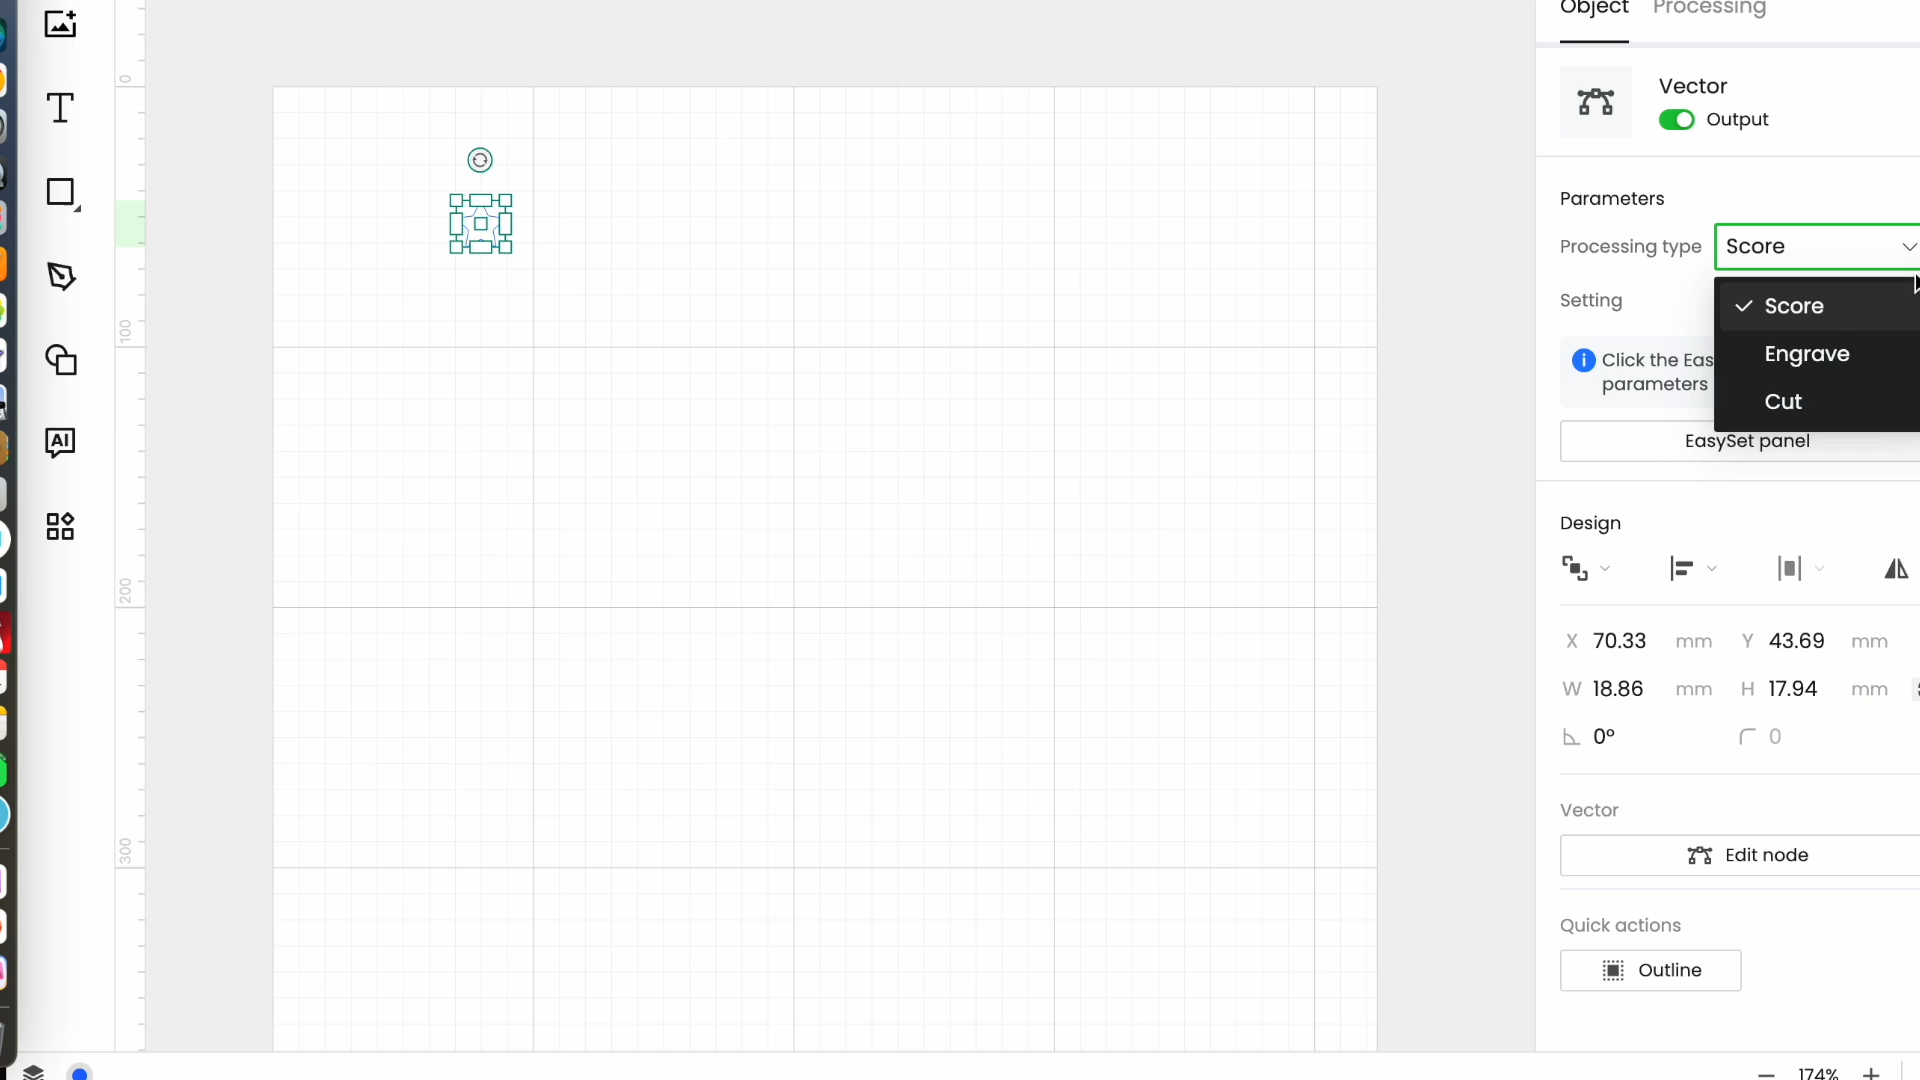 Object Processing
Vector
Output
Parameters
Processing type Score
Score
Setting
Engrave
Click the Eas
parameters
Cut
EasySet panel
Design
X 70.33 mm Y 43.69 mm
W 18.86 mm H 17.94 mm
0° 0
Vector
Edit node
Quick actions
Outline
174%
T
AI
0
100
200
300